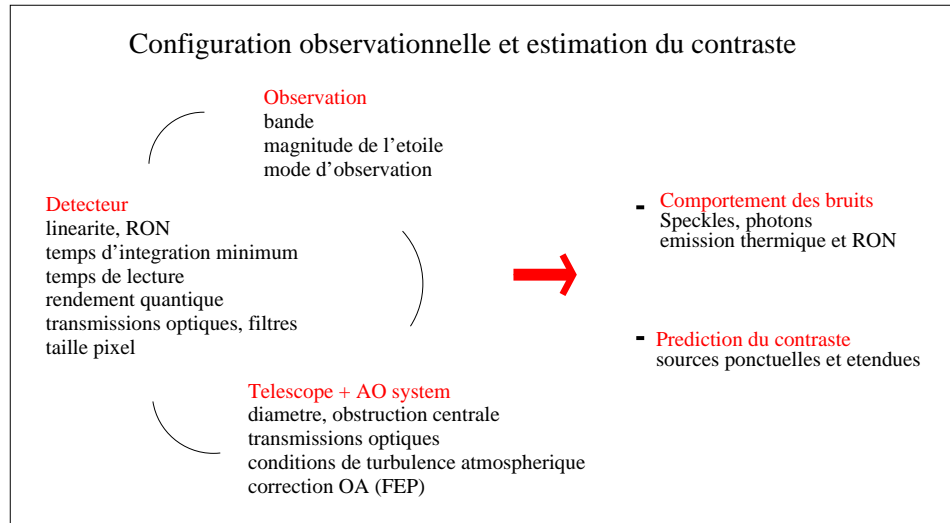 Configuration observationnelle et estimation du contraste
Observation
bande
magnitude de l'etoile
mode d'observation
Detecteur
linearite, RON
temps d'integration minimum
temps de lecture
rendement quantique
transmissions optiques, filtres
taille pixel
Telescope + AO system
diametre, obstruction centrale
transmissions optiques
conditions de turbulence atmospherique
correction OA (FEP)
- Comportement des bruits
Speckles, photons
emission thermique et RON
- Prediction du contraste
sources ponctuelles et etendues